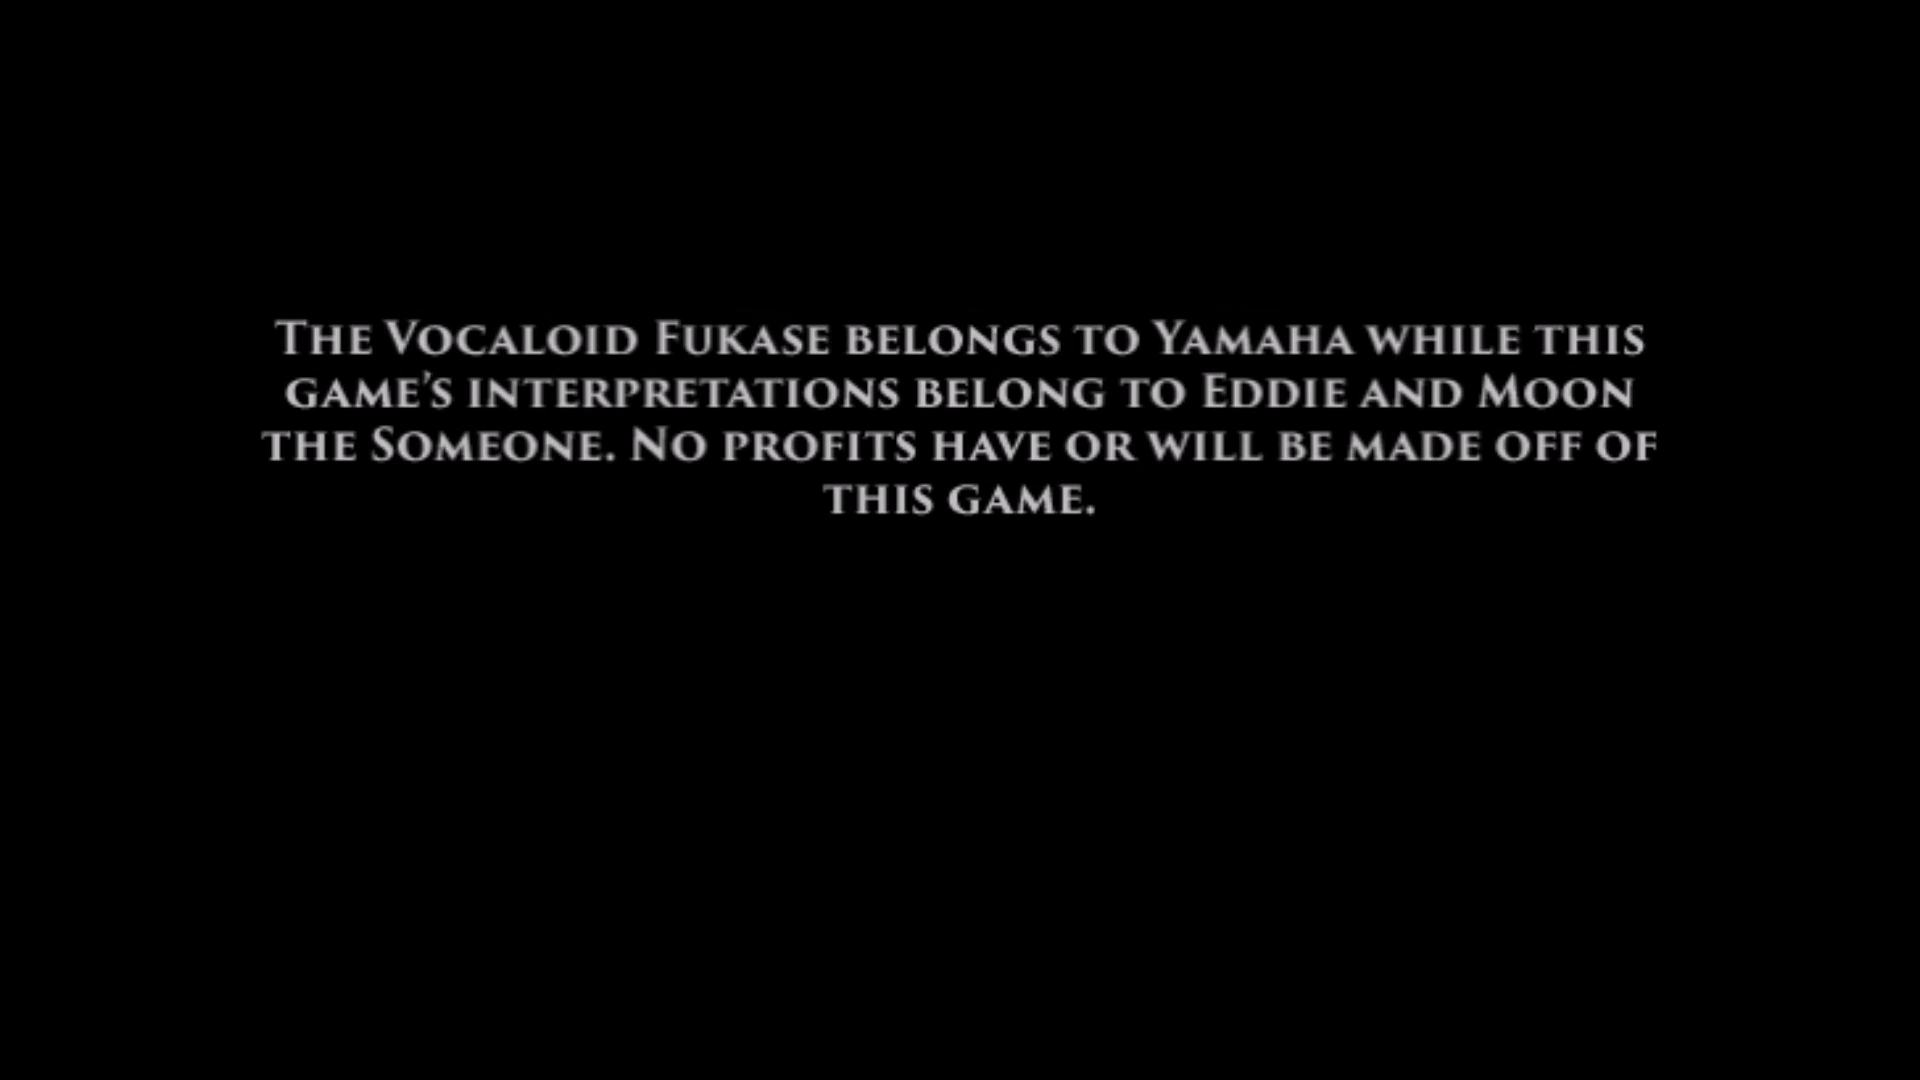 The Vocaloid Fukase belongs to Yamaha while this
game's interpretations belong to Eddie and Moon
the Someone. No profits have or will be made off of
this game.